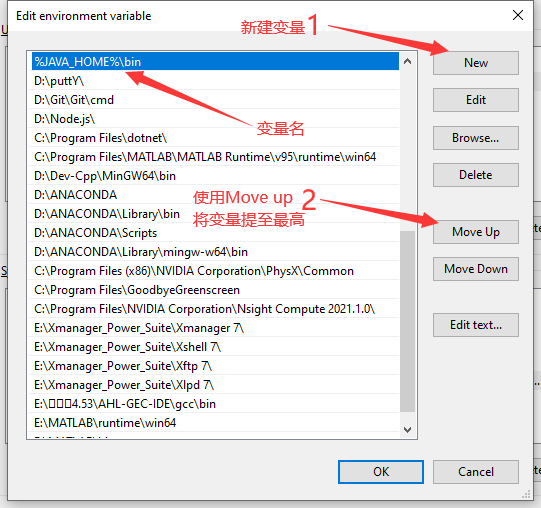 Edit environment variable
新建变量1
%JAVA_HOME%\bin
New
D:\puttY\
D:\Git\Git\cmd
Edit
D:\Node.js\
变量名
C:\Program Files\dotnet\
Browse...
C:\Program Files\MATLAB\MATLAB Runtime\v95\runtime\win64
D:\Dev-Cpp\MinGW64\bin
Delete
D:\ANACONDA
D:\ANACONDA\Library\bin
使用Move up 2
将变量提至最高
D:\ANACONDA\Scripts
Move Up
D:\ANACONDA\Library\mingw-w64\bin
C:\Program Files (x86)\NVIDIA Corporation\PhysX\Common
Move Down
C:\Program Files\GoodbyeGreenscreen
C:\Program Files\NVIDIA Corporation\Nsight Compute 2021.1.0\
E:\Xmanager_Power_Suite\Xmanager 7\
Edit text...
E:\Xmanager_Power_Suite\Xshell 7\
E:\Xmanager_Power_Suite\Xftp 7\
E:\Xmanager_Power_Suite\Xlpd 7\
E:\□□□4.53\AHL-GEC-IDE\gcc\bin
E:\MATLAB\runtime\win64
OK
Cancel